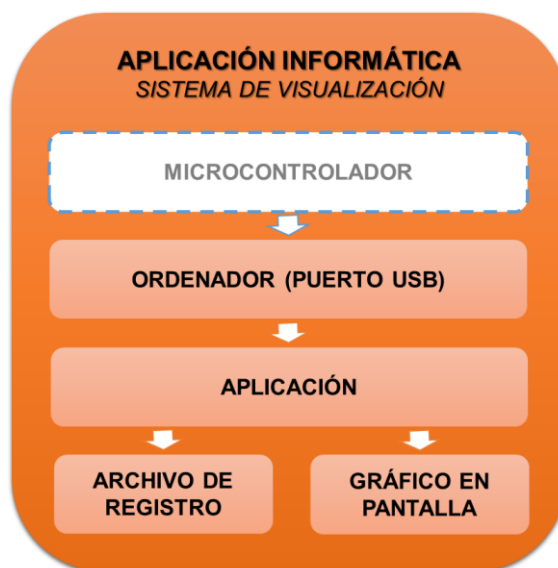 APLICACIÓN INFORMÁTICA
SISTEMA DE VISUALIZACIÓN
MICROCONTROLADOR
ORDENADOR (PUERTO USB)
APLICACIÓN
ARCHIVO DE
REGISTRO
GRÁFICO EN
PANTALLA